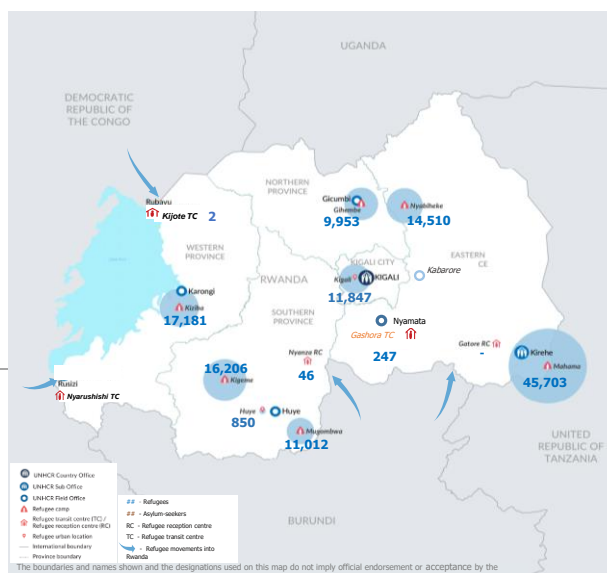 UGANDA
DEMOCRATIC
REPUBLIC OF
THE CONGO
Rubavu
Kijote TC 2
NORTHERN
PROVINCE
Gicumbi
Gihembe
9,953
Nyabiheke
14,510
WESTERN
PROVINCE
KIGALI CITY
EASTERN
CE
Kigali
KIGALI
11,847
Kabarore
RWANDA
Karongi
Kiziba
17,181
SOUTHERN
PROVINCE
Nyamata
Gashora TC
247
Nyanza RC
46
Gatore RC
-
Kirehe
Mahama
45,703
16,206
Kigeme
Rusizi
Nyarushishi TC
Huye
Huye
850
Mugombwa
11,012
UNITED
REPUBLIC OF
TANZANIA
BURUNDI
UNHCR Country Office
UNHCR Sub Office
UNHCR Field Office
Refugee camp
Refugee transit centre (TC) /
Refugee reception centre (RC)
Refugee urban location
International boundary
Province boundary
## - Refugees
## - Asylum-seekers
RC - Refugee reception centre
TC - Refugee transit centre
- Refugee movements into
Rwanda
The boundaries and names shown and the designations used on this map do not imply official endorsement or acceptance by the